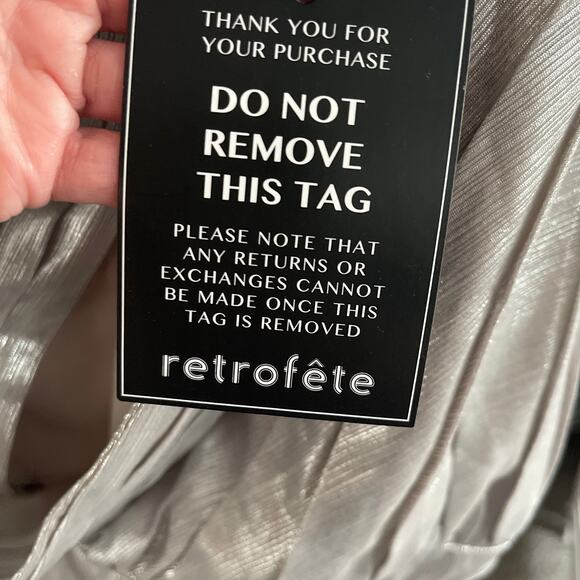 THANK YOU FOR
YOUR PURCHASE
DO NOT
REMOVE
THIS TAG
PLEASE NOTE THAT
ANY RETURNS OR
EXCHANGES CANNOT
BE MADE ONCE THIS
TAG IS REMOVED
retrofête